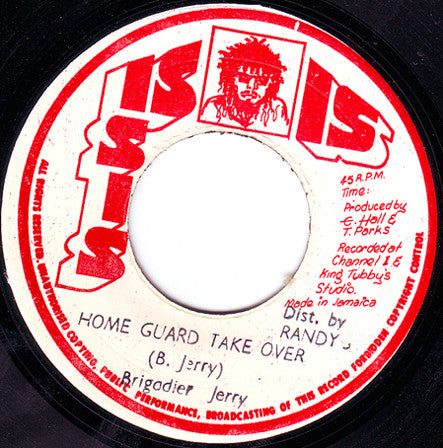 IS IS
S
I
S
45 R.P.M.
Time:
Produced by
E. Hall &
T. Parks
Recorded at
Channel 1 &
King Tubby's
Studio.
Made in Jamaica
Dist. by
RANDY,S
HOME GUARD TAKE OVER
(B. Jerry)
Brigadier Jerry
ALL RIGHTS RESERVED. UNAUTHORISED COPYING, PUBLIC PERFORMANCE, BROADCASTING OF THIS RECORD FORBIDDEN COPYRIGHT CONTROL